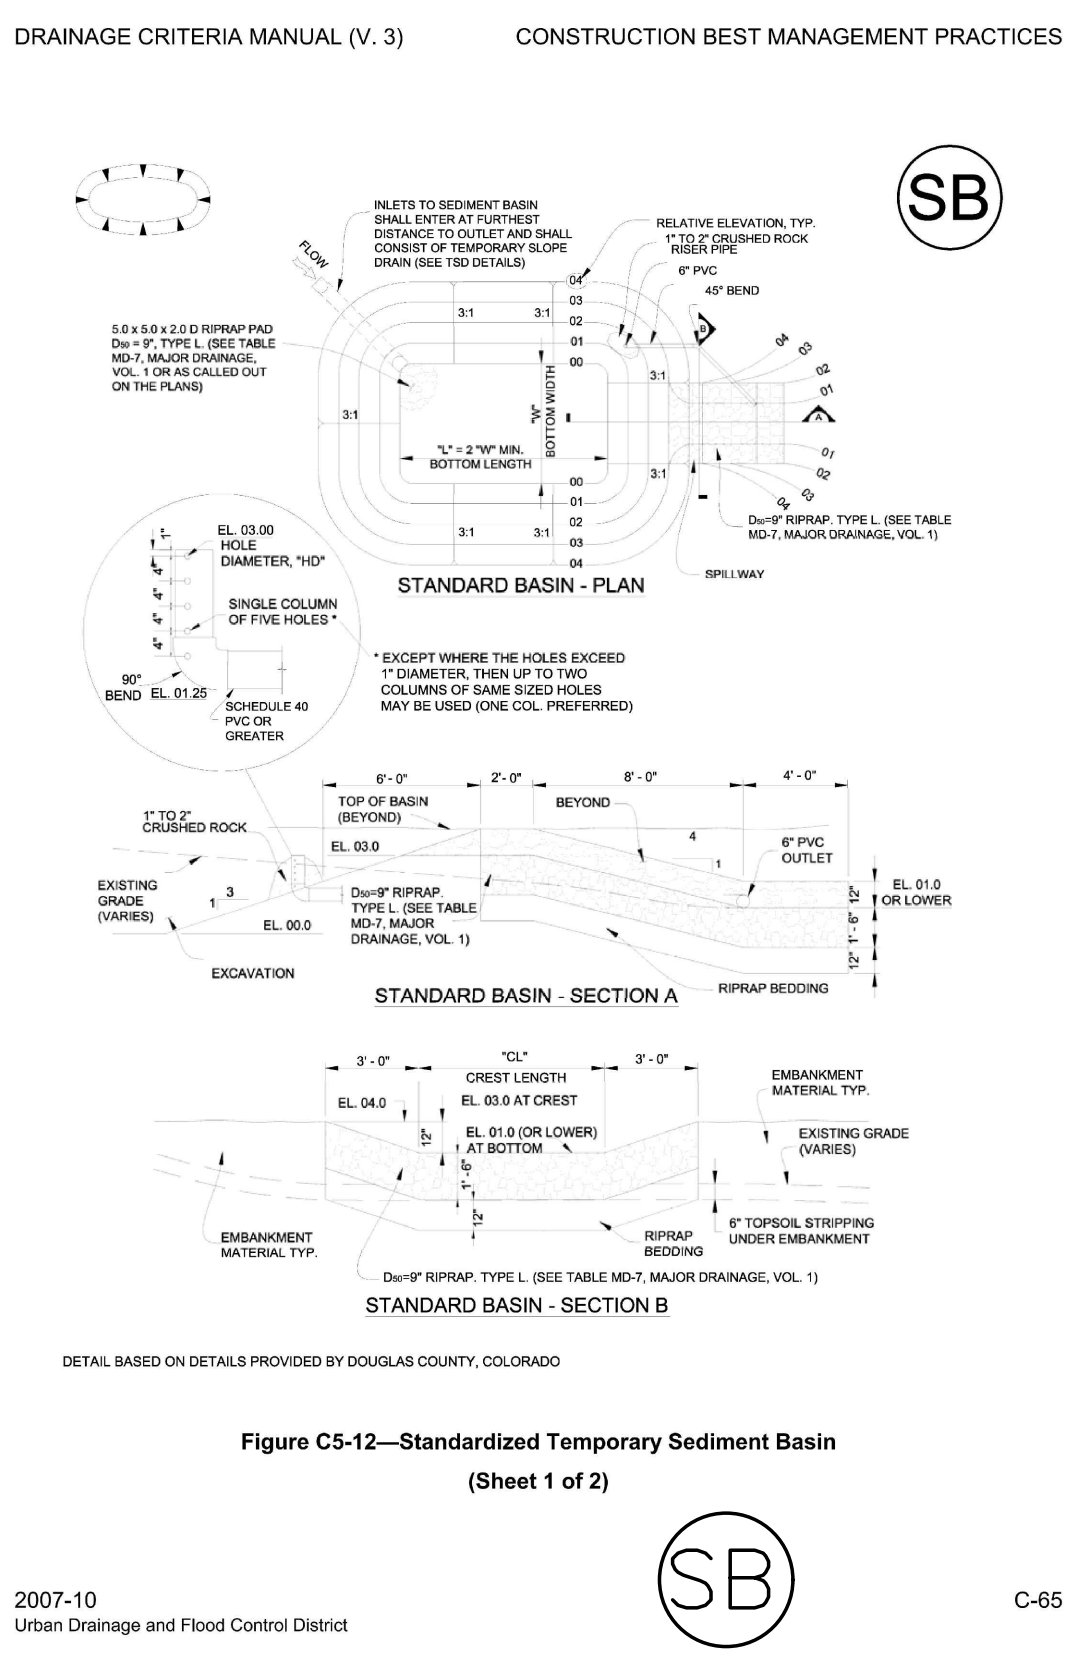 DRAINAGE CRITERIA MANUAL (V. 3) CONSTRUCTION BEST MANAGEMENT PRACTICES
SB
INLETS TO SEDIMENT BASIN
SHALL ENTER AT FURTHEST
DISTANCE TO OUTLET AND SHALL
CONSIST OF TEMPORARY SLOPE
DRAIN (SEE TSD DETAILS)
FLOW
RELATIVE ELEVATION, TYP.
1" TO 2" CRUSHED ROCK
RISER PIPE
6" PVC
45° BEND
5.0 x 5.0 x 2.0 D RIPRAP PAD
D50 = 9", TYPE L. (SEE TABLE
MD-7, MAJOR DRAINAGE,
VOL. 1 OR AS CALLED OUT
ON THE PLANS)
04
03
02
01
00
3:1
3:1
3:1
3:1
3:1
3:1
3:1
"W"
BOTTOM WIDTH
"L" = 2 "W" MIN.
BOTTOM LENGTH
00
01
02
03
04
B
A
04
03
02
01
01
02
03
04
D50=9" RIPRAP. TYPE L. (SEE TABLE
MD-7, MAJOR DRAINAGE, VOL. 1)
SPILLWAY
STANDARD BASIN - PLAN
1"
4"
4"
4"
4"
EL. 03.00
HOLE
DIAMETER, "HD"
SINGLE COLUMN
OF FIVE HOLES *
90°
BEND
EL. 01.25
SCHEDULE 40
PVC OR
GREATER
* EXCEPT WHERE THE HOLES EXCEED
1" DIAMETER, THEN UP TO TWO
COLUMNS OF SAME SIZED HOLES
MAY BE USED (ONE COL. PREFERRED)
6' - 0"
2' - 0"
8' - 0"
4' - 0"
TOP OF BASIN
(BEYOND)
BEYOND
1" TO 2"
CRUSHED ROCK
EL. 03.0
4
1
6" PVC
OUTLET
EXISTING
GRADE
(VARIES)
3
1
EL. 00.0
D50=9" RIPRAP.
TYPE L. (SEE TABLE
MD-7, MAJOR
DRAINAGE, VOL. 1)
12"
1' - 6"
12"
EL. 01.0
OR LOWER
EXCAVATION
RIPRAP BEDDING
STANDARD BASIN - SECTION A
3' - 0"
"CL"
CREST LENGTH
3' - 0"
EL. 04.0
EL. 03.0 AT CREST
12"
EL. 01.0 (OR LOWER)
AT BOTTOM
1' - 6"
12"
EMBANKMENT
MATERIAL TYP.
EXISTING GRADE
(VARIES)
EMBANKMENT
MATERIAL TYP.
RIPRAP
BEDDING
6" TOPSOIL STRIPPING
UNDER EMBANKMENT
D50=9" RIPRAP. TYPE L. (SEE TABLE MD-7, MAJOR DRAINAGE, VOL. 1)
STANDARD BASIN - SECTION B
DETAIL BASED ON DETAILS PROVIDED BY DOUGLAS COUNTY, COLORADO
Figure C5-12—Standardized Temporary Sediment Basin
(Sheet 1 of 2)
SB
2007-10 C-65
Urban Drainage and Flood Control District